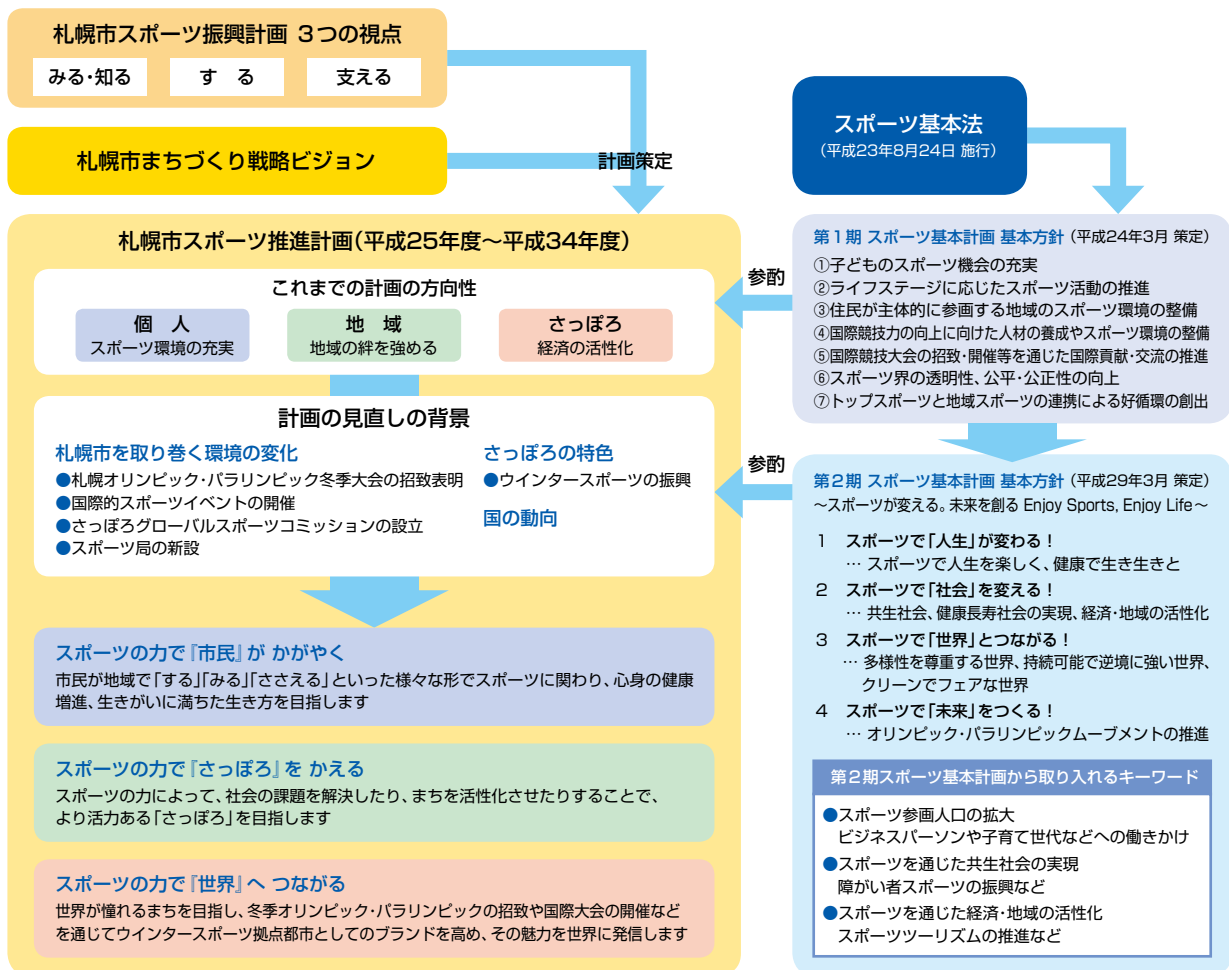 札幌市スポーツ振興計画 3つの視点
みる・知る
す る
支える
札幌市まちづくり戦略ビジョン
計画策定
札幌市スポーツ推進計画(平成25年度～平成34年度)
これまでの計画の方向性
個 人
スポーツ環境の充実
地 域
地域の絆を強める
さっぽろ
経済の活性化
計画の見直しの背景
札幌市を取り巻く環境の変化
●札幌オリンピック・パラリンピック冬季大会の招致表明
●国際的スポーツイベントの開催
●さっぽろグローバルスポーツコミッションの設立
●スポーツ局の新設
さっぽろの特色
●ウインタースポーツの振興
国の動向
スポーツの力で『市民』が かがやく
市民が地域で「する」「みる」「ささえる」といった様々な形でスポーツに関わり、心身の健康
増進、生きがいに満ちた生き方を目指します
スポーツの力で『さっぽろ』を かえる
スポーツの力によって、社会の課題を解決したり、まちを活性化させたりすることで、
より活力ある「さっぽろ」を目指します
スポーツの力で『世界』へ つながる
世界が憧れるまちを目指し、冬季オリンピック・パラリンピックの招致や国際大会の開催など
を通じてウインタースポーツ拠点都市としてのブランドを高め、その魅力を世界に発信します
スポーツ基本法
(平成23年8月24日 施行)
参酌
第1期 スポーツ基本計画 基本方針 (平成24年3月 策定)
①子どものスポーツ機会の充実
②ライフステージに応じたスポーツ活動の推進
③住民が主体的に参画する地域のスポーツ環境の整備
④国際競技力の向上に向けた人材の養成やスポーツ環境の整備
⑤国際競技大会の招致・開催等を通じた国際貢献・交流の推進
⑥スポーツ界の透明性、公平・公正性の向上
⑦トップスポーツと地域スポーツの連携による好循環の創出
参酌
第2期 スポーツ基本計画 基本方針 (平成29年3月 策定)
～スポーツが変える。未来を創る Enjoy Sports, Enjoy Life～
1 スポーツで「人生」が変わる！
… スポーツで人生を楽しく、健康で生き生きと
2 スポーツで「社会」を変える！
… 共生社会、健康長寿社会の実現、経済・地域の活性化
3 スポーツで「世界」とつながる！
… 多様性を尊重する世界、持続可能で逆境に強い世界、
クリーンでフェアな世界
4 スポーツで「未来」をつくる！
… オリンピック・パラリンピックムーブメントの推進
第2期スポーツ基本計画から取り入れるキーワード
●スポーツ参画人口の拡大
ビジネスパーソンや子育て世代などへの働きかけ
●スポーツを通じた共生社会の実現
障がい者スポーツの振興など
●スポーツを通じた経済・地域の活性化
スポーツツーリズムの推進など